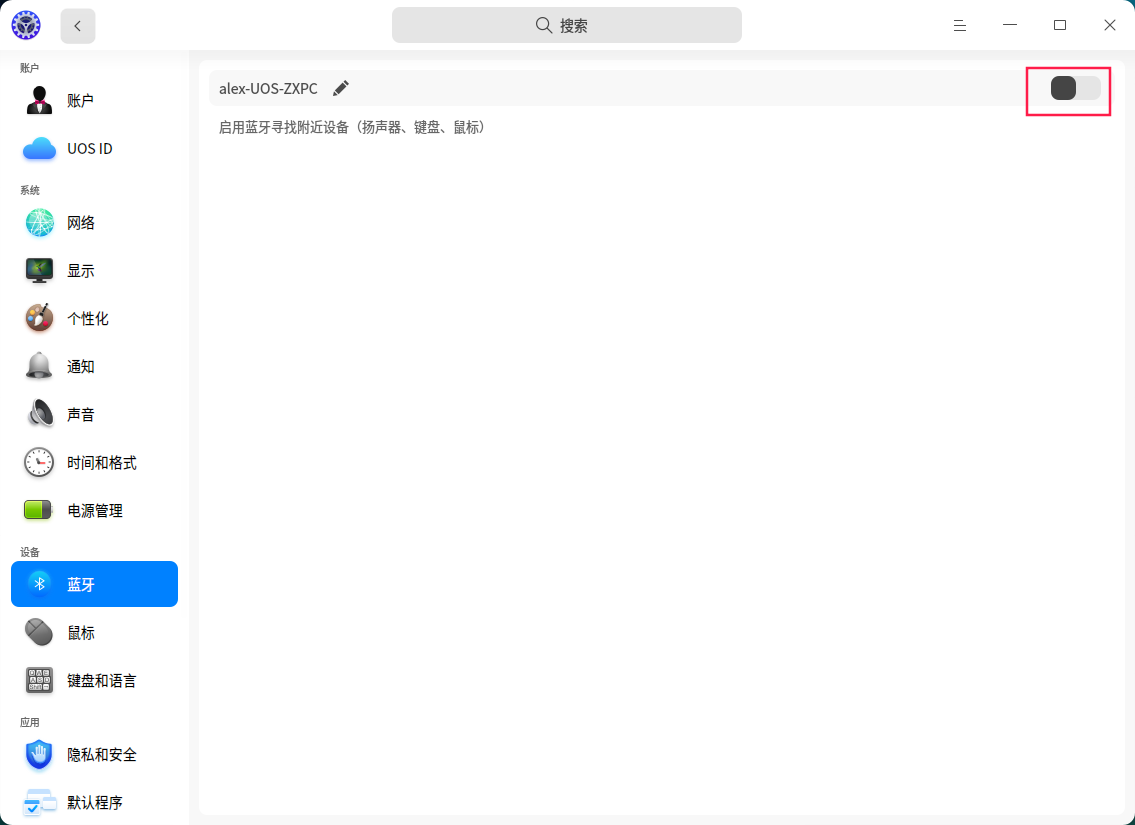 搜索
账户
账户
UOS ID
系统
网络
显示
个性化
通知
声音
时间和格式
电源管理
设备
蓝牙
鼠标
键盘和语言
应用
隐私和安全
默认程序
alex-UOS-ZXPC
启用蓝牙寻找附近设备（扬声器、键盘、鼠标）